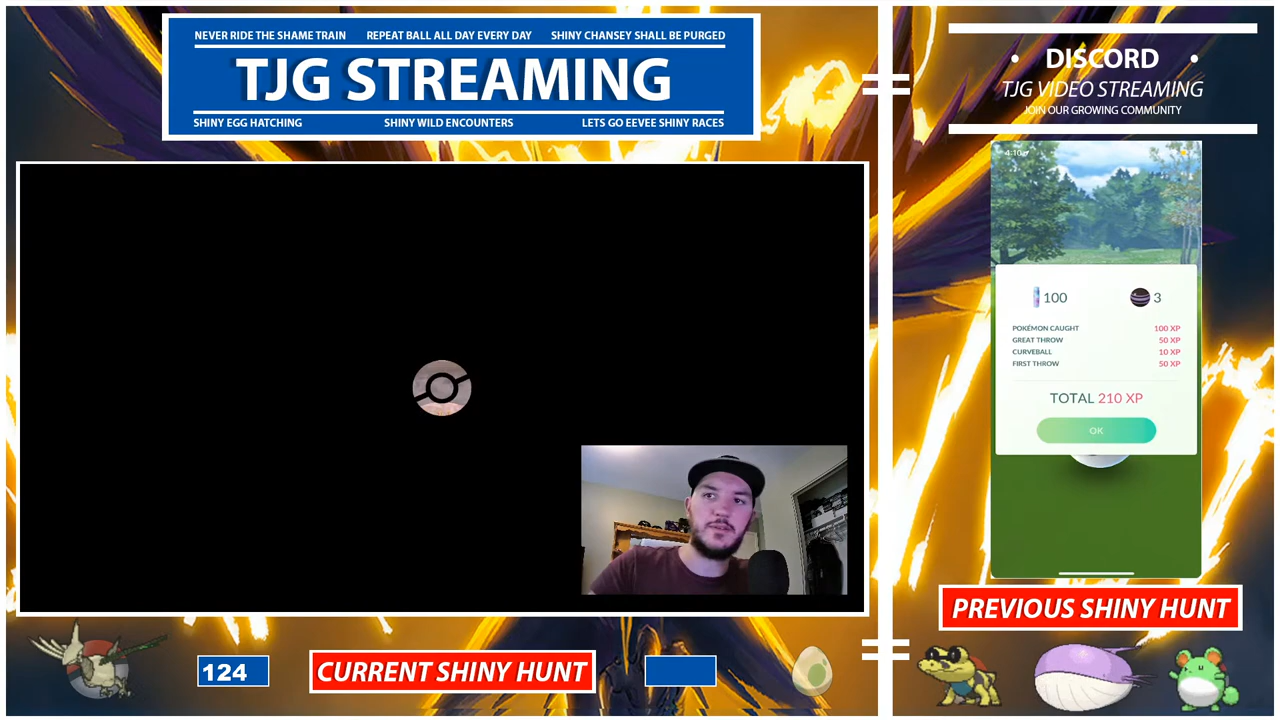 NEVER RIDE THE SHAME TRAIN REPEAT BALL ALL DAY EVERY DAY SHINY CHANSEY SHALL BE PURGED
TJG STREAMING
SHINY EGG HATCHING SHINY WILD ENCOUNTERS LETS GO EEVEE SHINY RACES
• DISCORD •
TJG VIDEO STREAMING
JOIN OUR GROWING COMMUNITY
4:10
100 3
POKÉMON CAUGHT 100 XP
GREAT THROW 50 XP
CURVEBALL 10 XP
FIRST THROW 50 XP
TOTAL 210 XP
OK
PREVIOUS SHINY HUNT
124 CURRENT SHINY HUNT